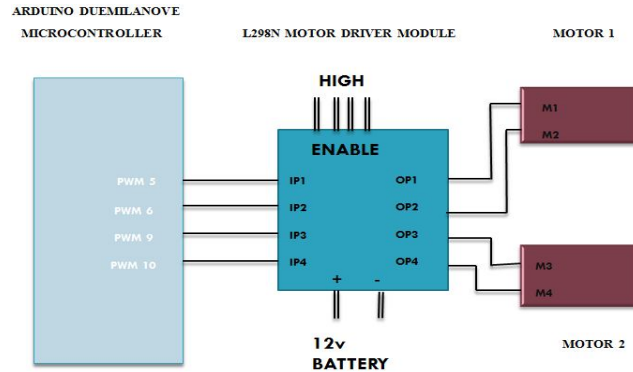 ARDUINO DUEMILANOVE
MICROCONTROLLER
L298N MOTOR DRIVER MODULE
MOTOR 1
HIGH
ENABLE
PWM 5
PWM 6
PWM 9
PWM 10
IP1
IP2
IP3
IP4
OP1
OP2
OP3
OP4
+ -
12v
BATTERY
M1
M2
M3
M4
MOTOR 2